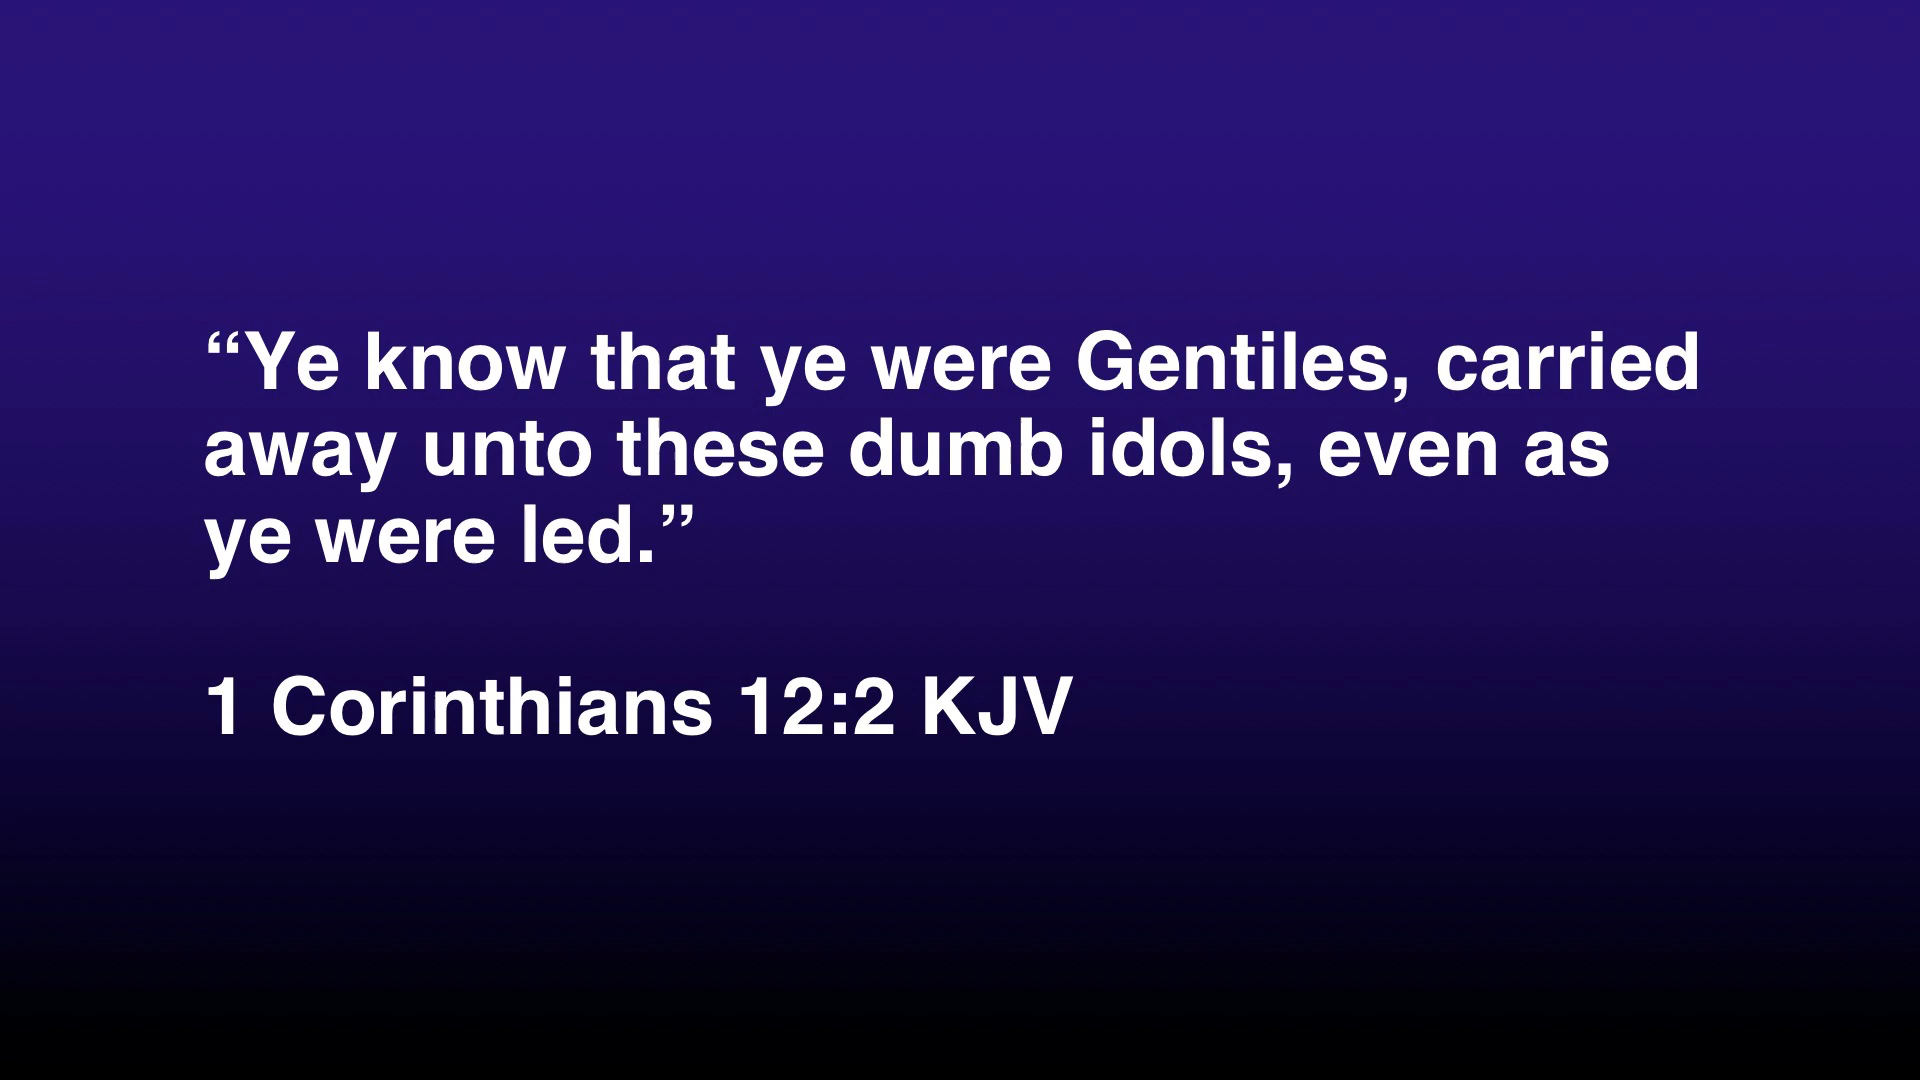 “Ye know that ye were Gentiles, carried
away unto these dumb idols, even as
ye were led.”
1 Corinthians 12:2 KJV